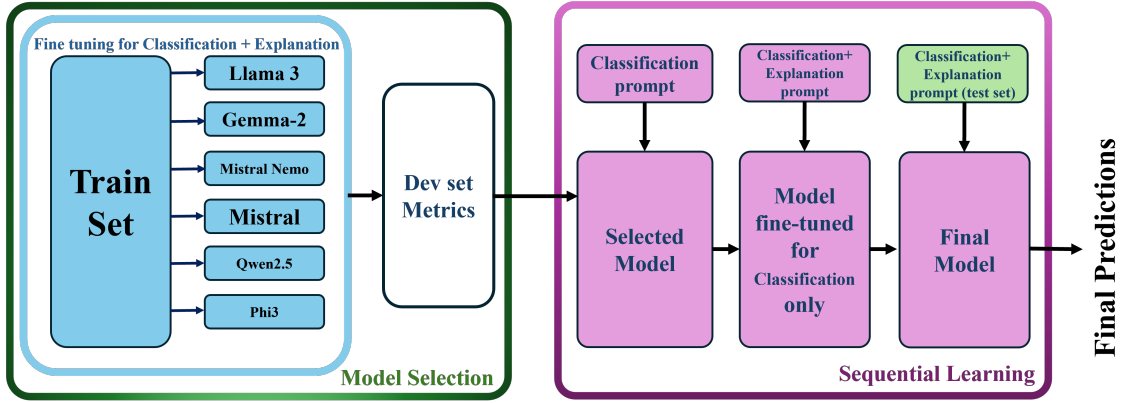 Fine tuning for Classification + Explanation
Train
Set
Llama 3
Gemma-2
Mistral Nemo
Mistral
Qwen2.5
Phi3
Dev set
Metrics
Model Selection
Classification
prompt
Classification+
Explanation
prompt
Classification+
Explanation
prompt (test set)
Selected
Model
Model
fine-tuned
for
Classification
only
Final
Model
Sequential Learning
Final Predictions